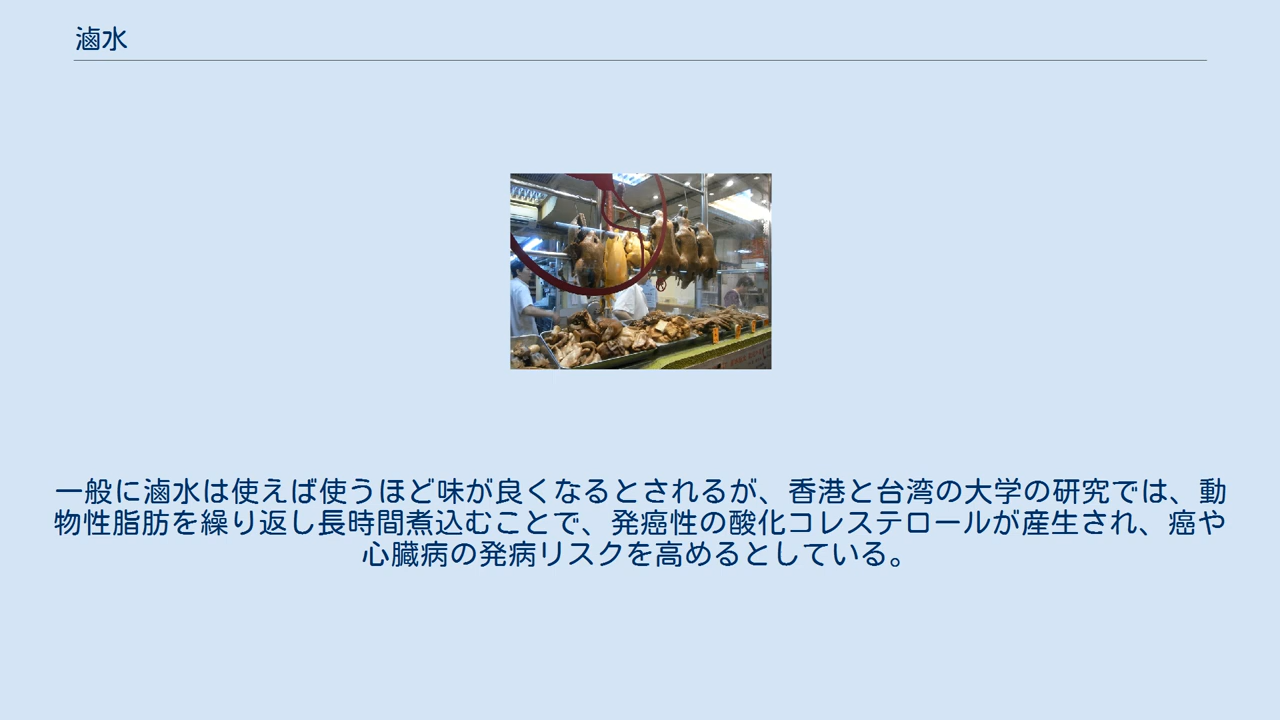 滷水
一般に滷水は使えば使うほど味が良くなるとされるが、香港と台湾の大学の研究では、動
物性脂肪を繰り返し長時間煮込むことで、発癌性の酸化コレステロールが産生され、癌や
心臓病の発病リスクを高めるとしている。